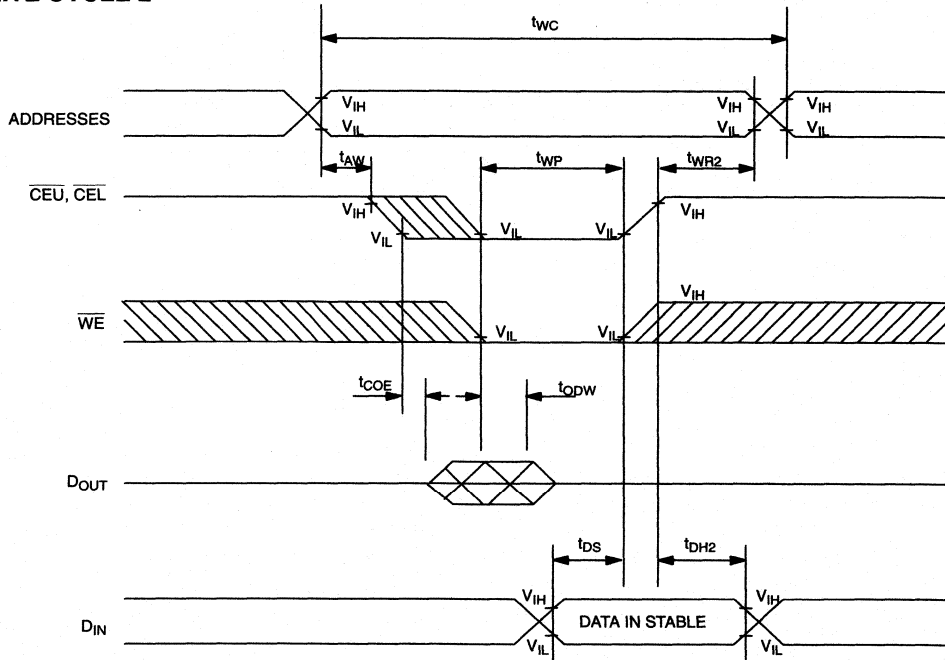 tWC
ADDRESSES
VIH
VIL
VIH
VIL
VIH
VIL
tAW
tWP
tWR2
CEU, CEL
VIH
VIL
VIL
VIL
VIH
WE
VIL
VIL
VIH
tCOE
tODW
DOUT
tDS
tDH2
DIN
VIH
VIL
DATA IN STABLE
VIH
VIL